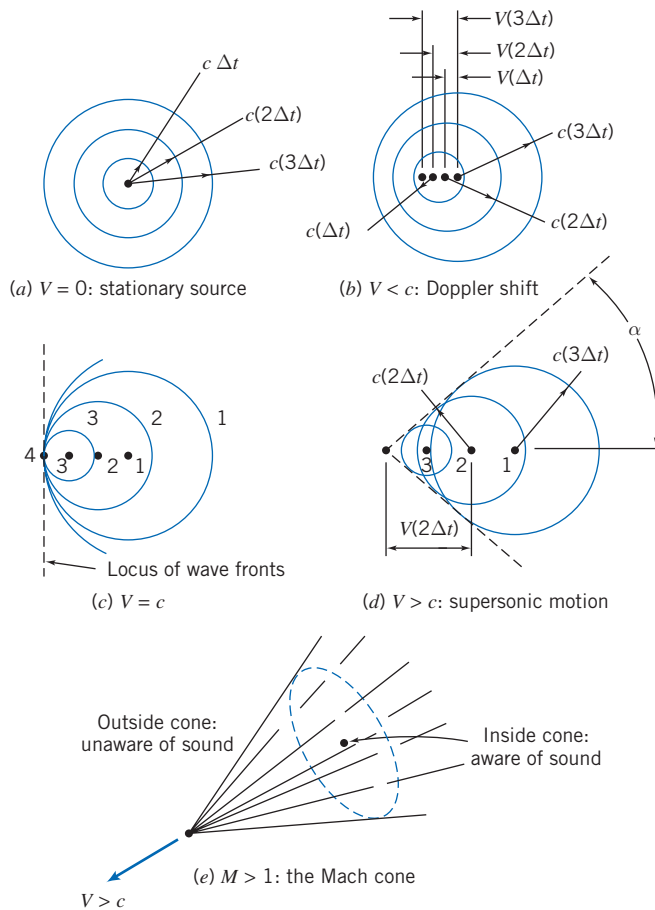 c Δt
c(2Δt)
c(3Δt)
(a) V = 0: stationary source
V(3Δt)
V(2Δt)
V(Δt)
c(3Δt)
c(Δt)
c(2Δt)
(b) V < c: Doppler shift
3
2
1
4
3
2
1
Locus of wave fronts
(c) V = c
α
c(3Δt)
c(2Δt)
3
2
1
V(2Δt)
(d) V > c: supersonic motion
Outside cone:
unaware of sound
Inside cone:
aware of sound
V > c
(e) M > 1: the Mach cone